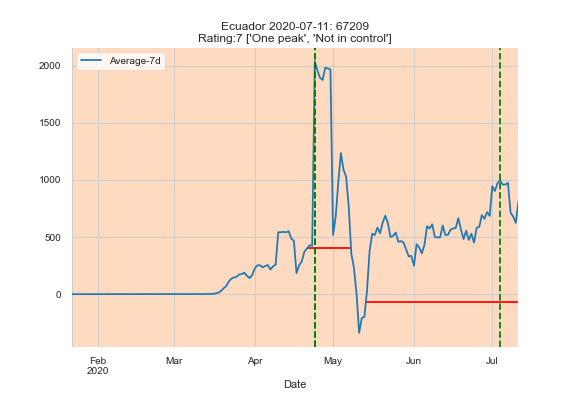 Ecuador 2020-07-11: 67209
Rating:7 ['One peak', 'Not in control']
Average-7d
2000
1500
1000
500
0
Feb
2020
Mar
Apr
May
Jun
Jul
Date